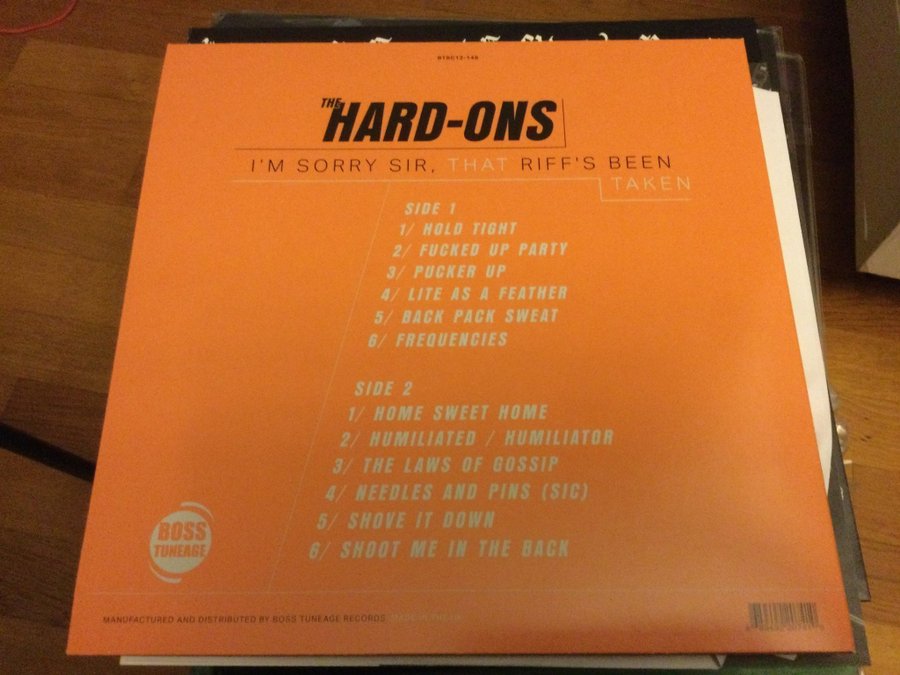 THE
HARD-ONS
I'M SORRY SIR, THAT RIFF'S BEEN
TAKEN
SIDE 1
1/ HOLD TIGHT
2/ FUCKED UP PARTY
3/ PUCKER UP
4/ LITE AS A FEATHER
5/ BACK PACK SWEAT
6/ FREQUENCIES
SIDE 2
1/ HOME SWEET HOME
2/ HUMILIATED / HUMILIATOR
3/ THE LAWS OF GOSSIP
4/ NEEDLES AND PINS (SIC)
5/ SHOVE IT DOWN
6/ SHOOT ME IN THE BACK
BOSS
TUNEAGE
MANUFACTURED AND DISTRIBUTED BY BOSS TUNEAGE RECORDS.